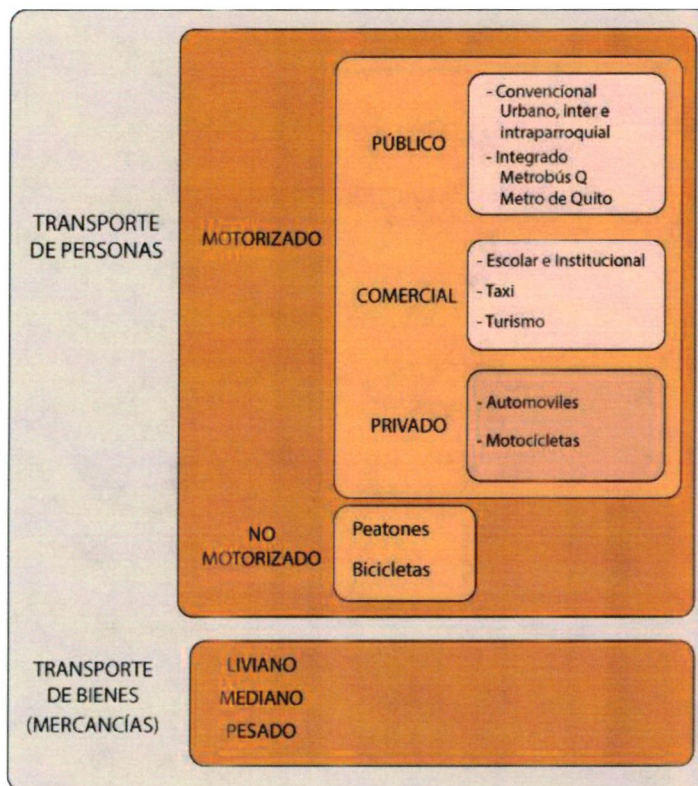 TRANSPORTE
DE PERSONAS
MOTORIZADO
PÚBLICO
- Convencional
Urbano, inter e
intraparroquial
- Integrado
Metrobús Q
Metro de Quito
COMERCIAL
- Escolar e Institucional
- Taxi
- Turismo
PRIVADO
- Automoviles
- Motocicletas
NO
MOTORIZADO
Peatones
Bicicletas
TRANSPORTE
DE BIENES
(MERCANCÍAS)
LIVIANO
MEDIANO
PESADO